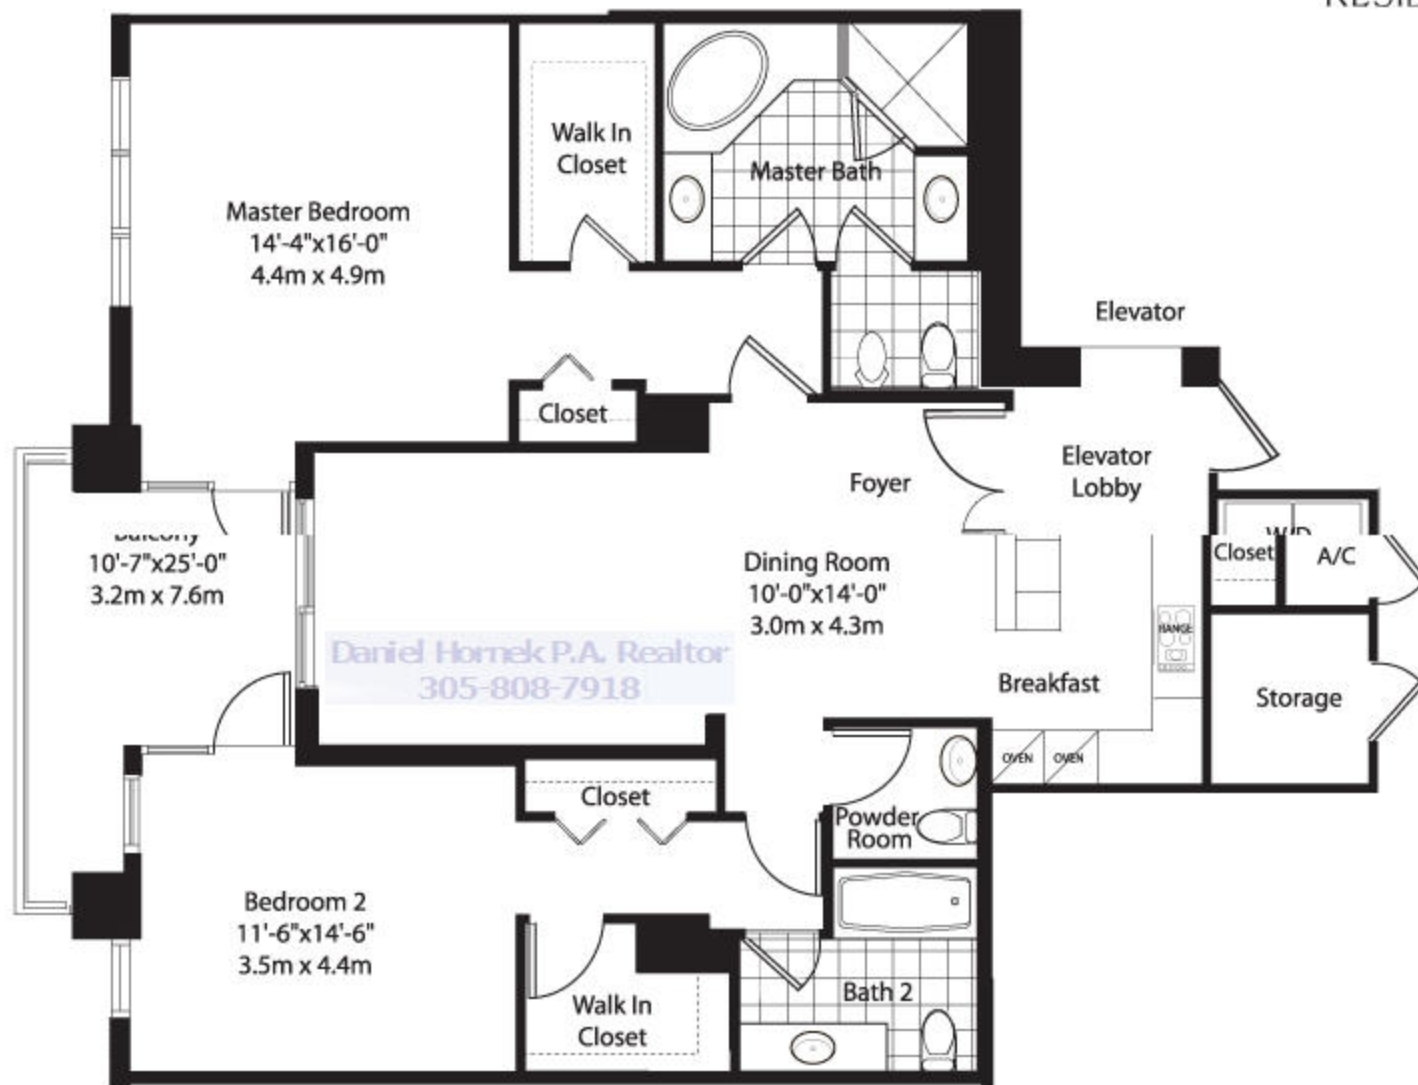 Walk In
Closet
Master Bath
Master Bedroom
14'-4"x16'-0"
4.4m x 4.9m
Elevator
Closet
Elevator
Lobby
Foyer
Balcony
10'-7"x25'-0"
3.2m x 7.6m
Dining Room
10'-0"x14'-0"
3.0m x 4.3m
W/D
Closet
A/C
RANGE
Daniel Hornek P.A. Realtor
305-808-7918
Breakfast
Storage
OVEN
OVEN
Closet
Powder
Room
Bedroom 2
11'-6"x14'-6"
3.5m x 4.4m
Bath 2
Walk In
Closet